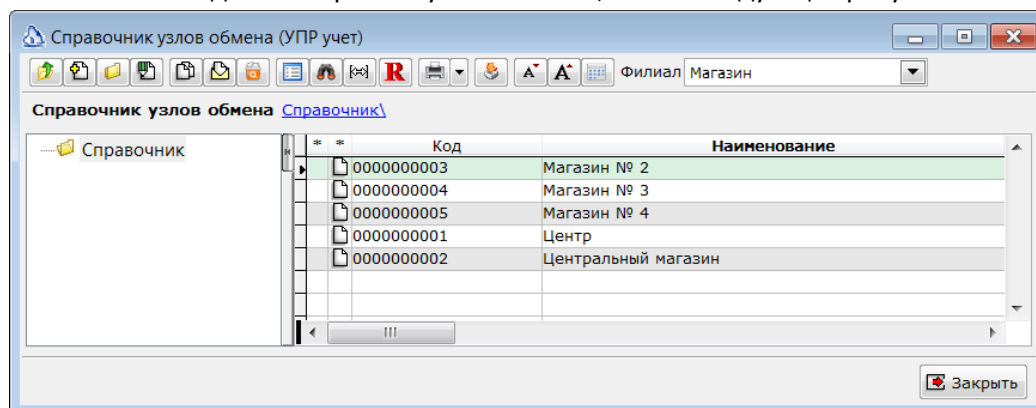 Справочник узлов обмена (УПР учет)
R A A Филиал Магазин
Справочник узлов обмена Справочник\
Справочник
* * Код Наименование
0000000003 Магазин № 2
0000000004 Магазин № 3
0000000005 Магазин № 4
0000000001 Центр
0000000002 Центральный магазин
Закрыть